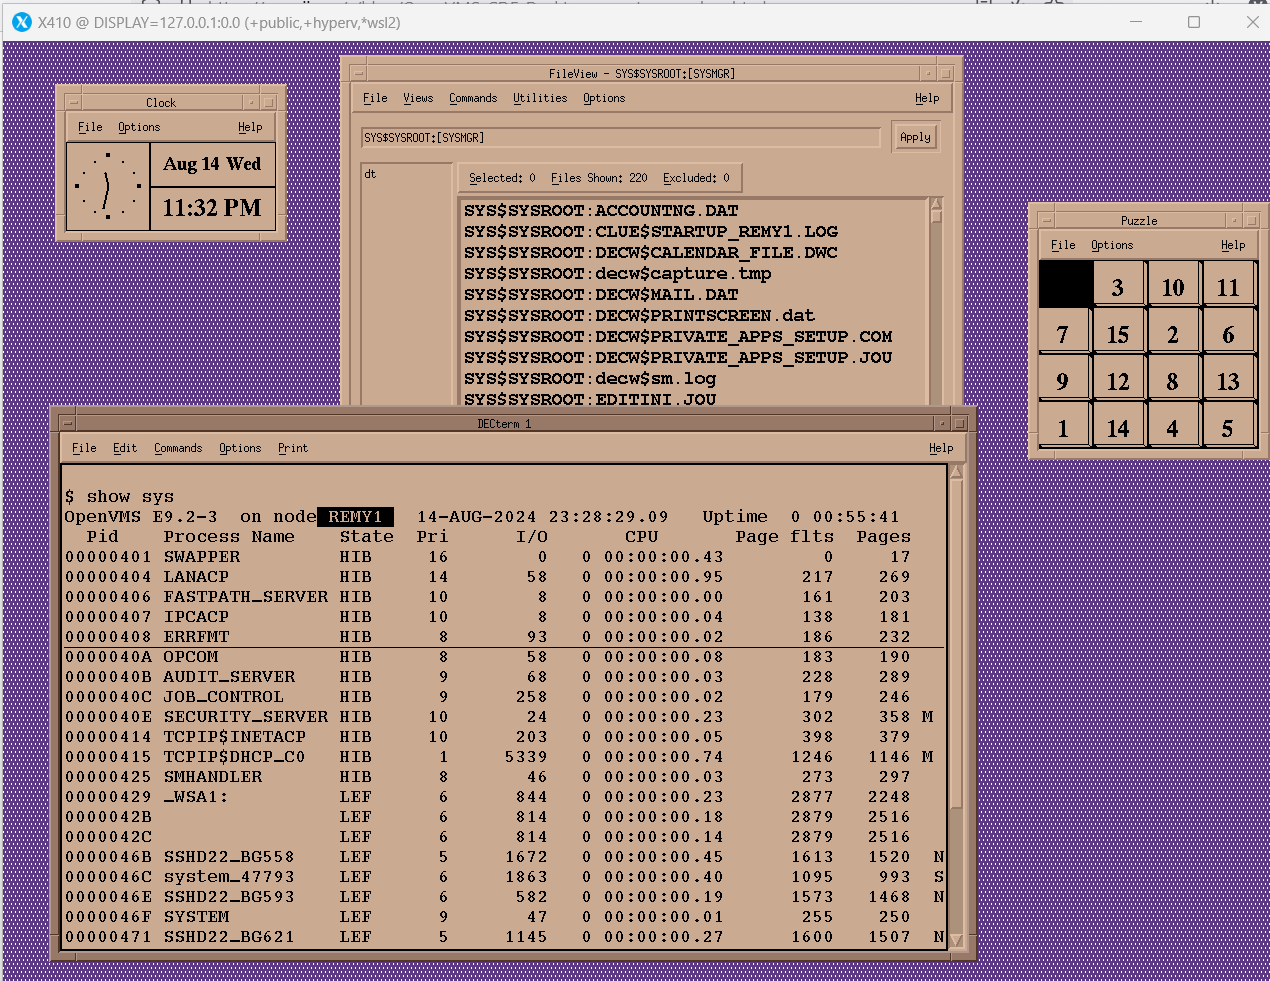 X410 @ DISPLAY=127.0.0.1:0.0 (+public,+hyperv,*wsl2)
Clock
File Options Help
Aug 14 Wed
11:32 PM
FileView - SYS$SYSROOT:[SYSMGR]
File Views Commands Utilities Options Help
SYS$SYSROOT:[SYSMGR]
Apply
dt
Selected: 0 Files Shown: 220 Excluded: 0
SYS$SYSROOT:ACCOUNTNG.DAT
SYS$SYSROOT:CLUE$STARTUP_REMY1.LOG
SYS$SYSROOT:DECW$CALENDAR_FILE.DWC
SYS$SYSROOT:decw$capture.tmp
SYS$SYSROOT:DECW$MAIL.DAT
SYS$SYSROOT:DECW$PRINTSCREEN.dat
SYS$SYSROOT:DECW$PRIVATE_APPS_SETUP.COM
SYS$SYSROOT:DECW$PRIVATE_APPS_SETUP.JOU
SYS$SYSROOT:decw$sm.log
SYS$SYSROOT:EDITINI.JOU
Puzzle
File Options Help
3 10 11
7 15 2 6
9 12 8 13
1 14 4 5
DECterm 1
File Edit Commands Options Print Help
$ show sys
OpenVMS E9.2-3 on node REMY1 14-AUG-2024 23:28:29.09 Uptime 0 00:55:41
Pid Process Name State Pri I/O CPU Page flts Pages
00000401 SWAPPER HIB 16 0 0 00:00:00.43 0 17
00000404 LANACP HIB 14 58 0 00:00:00.95 217 269
00000406 FASTPATH_SERVER HIB 10 8 0 00:00:00.00 161 203
00000407 IPCACP HIB 10 8 0 00:00:00.04 138 181
00000408 ERRFMT HIB 8 93 0 00:00:00.02 186 232
0000040A OPCOM HIB 8 58 0 00:00:00.08 183 190
0000040B AUDIT_SERVER HIB 9 68 0 00:00:00.03 228 289
0000040C JOB_CONTROL HIB 9 258 0 00:00:00.02 179 246
0000040E SECURITY_SERVER HIB 10 24 0 00:00:00.23 302 358 M
00000414 TCPIP$INETACP HIB 10 203 0 00:00:00.05 398 379
00000415 TCPIP$DHCP_C0 HIB 1 5339 0 00:00:00.74 1246 1146 M
00000425 SMHANDLER HIB 8 46 0 00:00:00.03 273 297
00000429 _WSA1: LEF 6 844 0 00:00:00.23 2877 2248
0000042B LEF 6 814 0 00:00:00.18 2879 2516
0000042C LEF 6 814 0 00:00:00.14 2879 2516
0000046B SSHD22_BG558 LEF 5 1672 0 00:00:00.45 1613 1520 N
0000046C system_47793 LEF 6 1863 0 00:00:00.40 1095 993 S
0000046E SSHD22_BG593 LEF 6 582 0 00:00:00.19 1573 1468 N
0000046F SYSTEM LEF 9 47 0 00:00:00.01 255 250
00000471 SSHD22_BG621 LEF 5 1145 0 00:00:00.27 1600 1507 N